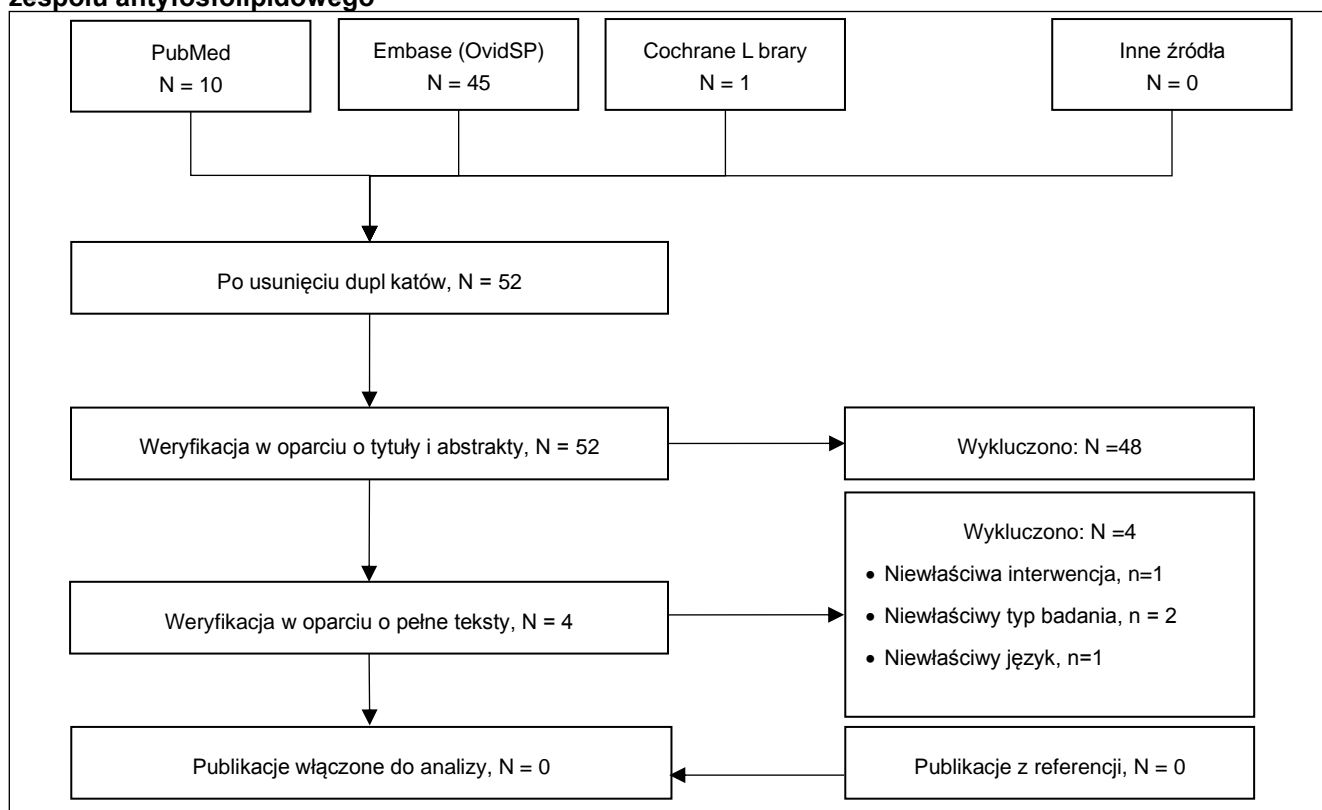 zespołu antyfosfolipidowego
PubMed
N = 10
Embase (OvidSP)
N = 45
Cochrane L brary
N = 1
Inne źródła
N = 0
Po usunięciu dupl katów, N = 52
Weryfikacja w oparciu o tytuły i abstrakty, N = 52
Wykluczono: N =48
Wykluczono: N =4
• Niewłaściwa interwencja, n=1
• Niewłaściwy typ badania, n = 2
• Niewłaściwy język, n=1
Weryfikacja w oparciu o pełne teksty, N = 4
Publikacje włączone do analizy, N = 0
Publikacje z referencji, N = 0